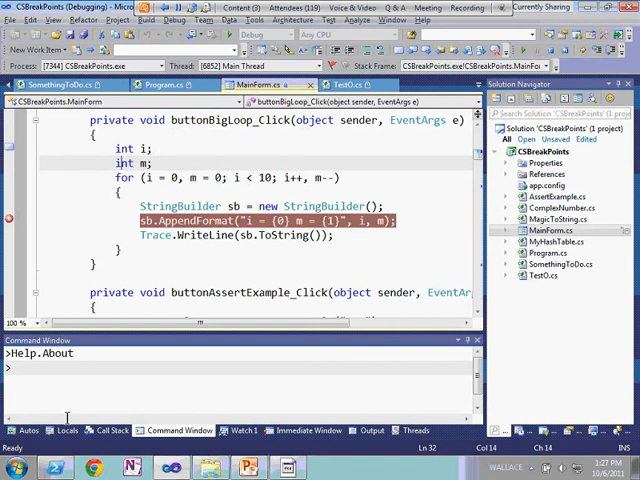 CSBreakPoints (Debugging) - Micros
Content (3)
Attendees (119)
Voice & Video
Q & A
Meeting
Currently Sharing
File
Edit
View
Refactor
Project
Build
Debug
Team
Data
Tools
Architecture
Test
Analyze
Window
Help
Debug
Any CPU
New Work Item
Process: [7344] CSBreakPoints.exe
Thread: [6852] Main Thread
Stack Frame: CSBreakPoints.exe!CSBreakPoints.MainFo
SomethingToDo.cs
Program.cs
MainForm.cs
TestO.cs
CSBreakPoints.MainForm
buttonBigLoop_Click(object sender, EventArgs e)
private void buttonBigLoop_Click(object sender, EventArgs e)
{
int i;
int m;
for (i = 0, m = 0; i < 10; i++, m--)
{
StringBuilder sb = new StringBuilder();
sb.AppendFormat("i = {0} m = {1}", i, m);
Trace.WriteLine(sb.ToString());
}
}
private void buttonAssertExample_Click(object sender, EventAr
{
100 %
Solution Navigator
Search Solution
Solution 'CSBreakPoints' (1 project)
All
Open
Unsaved
Edited
CSBreakPoints
Properties
References
app.config
AssertExample.cs
ComplexNumber.cs
MagicToString.cs
MainForm.cs
MyHashTable.cs
Program.cs
SomethingToDo.cs
TestO.cs
Command Window
>Help.About
>
Autos
Locals
Call Stack
Command Window
Watch 1
Immediate Window
Output
Threads
Ready
Ln 32
Col 14
Ch 14
INS
WALLACE
1:27 PM
10/6/2011